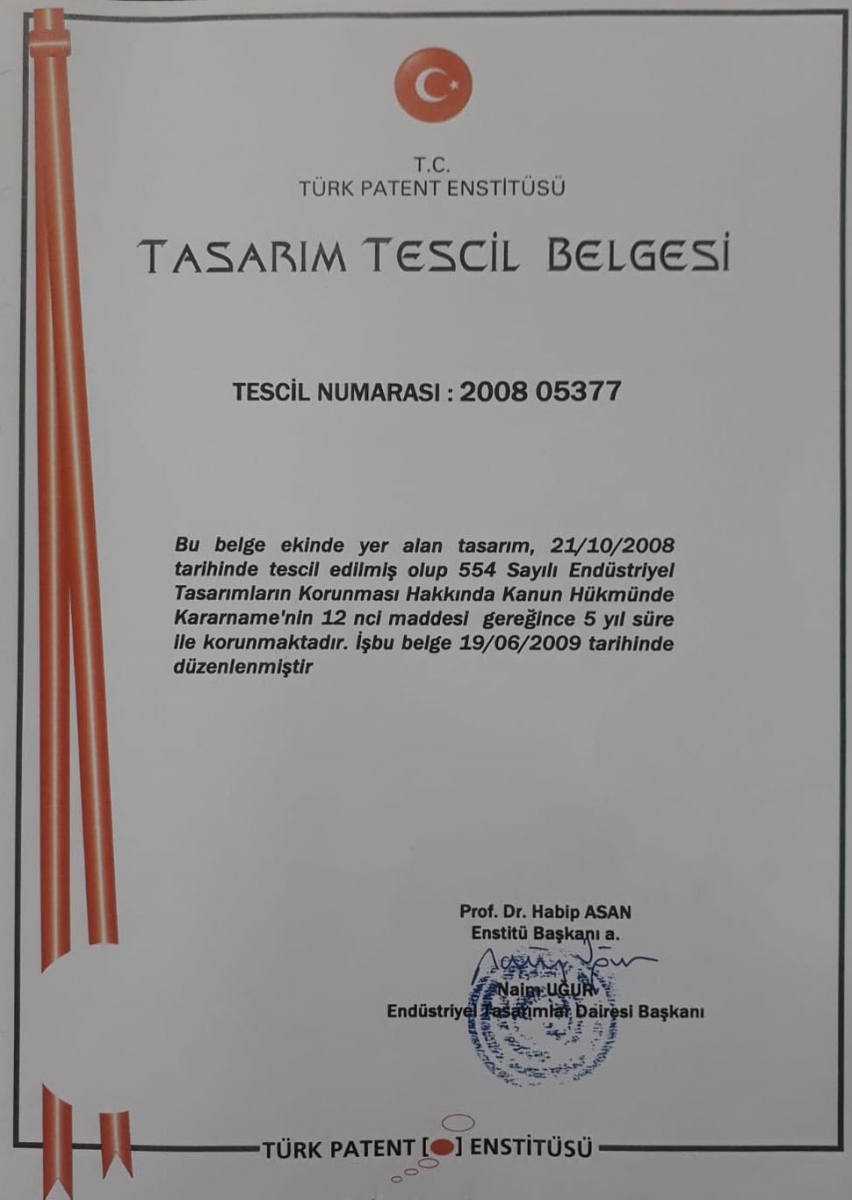 T.C.
TÜRK PATENT ENSTİTÜSÜ
TASARIM TESCİL BELGESİ
TESCİL NUMARASI : 2008 05377
Bu belge ekinde yer alan tasarım, 21/10/2008
tarihinde tescil edilmiş olup 554 Sayılı Endüstriyel
Tasarımların Korunması Hakkında Kanun Hükmünde
Kararname'nin 12 nci maddesi gereğince 5 yıl süre
ile korunmaktadır. İşbu belge 19/06/2009 tarihinde
düzenlenmiştir
Prof. Dr. Habip ASAN
Enstitü Başkanı a.
Naim UĞUR
Endüstriyel Tasarımlar Dairesi Başkanı
TÜRK PATENT [ ] ENSTİTÜSÜ